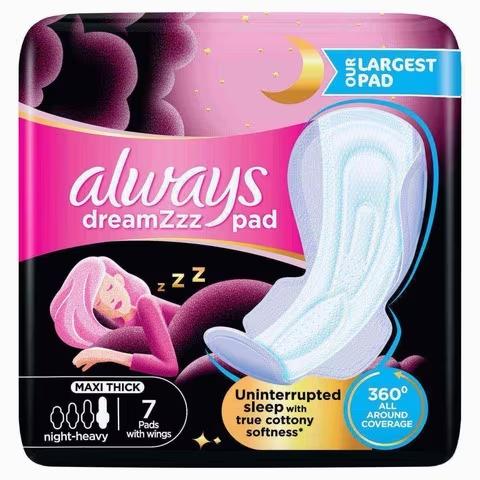 OUR
LARGEST
PAD
always
dreamZzz pad
z z z
MAXI THICK
night-heavy
7
Pads
with wings
Uninterrupted
sleep with
true cottony
softness*
360°
ALL
AROUND
COVERAGE